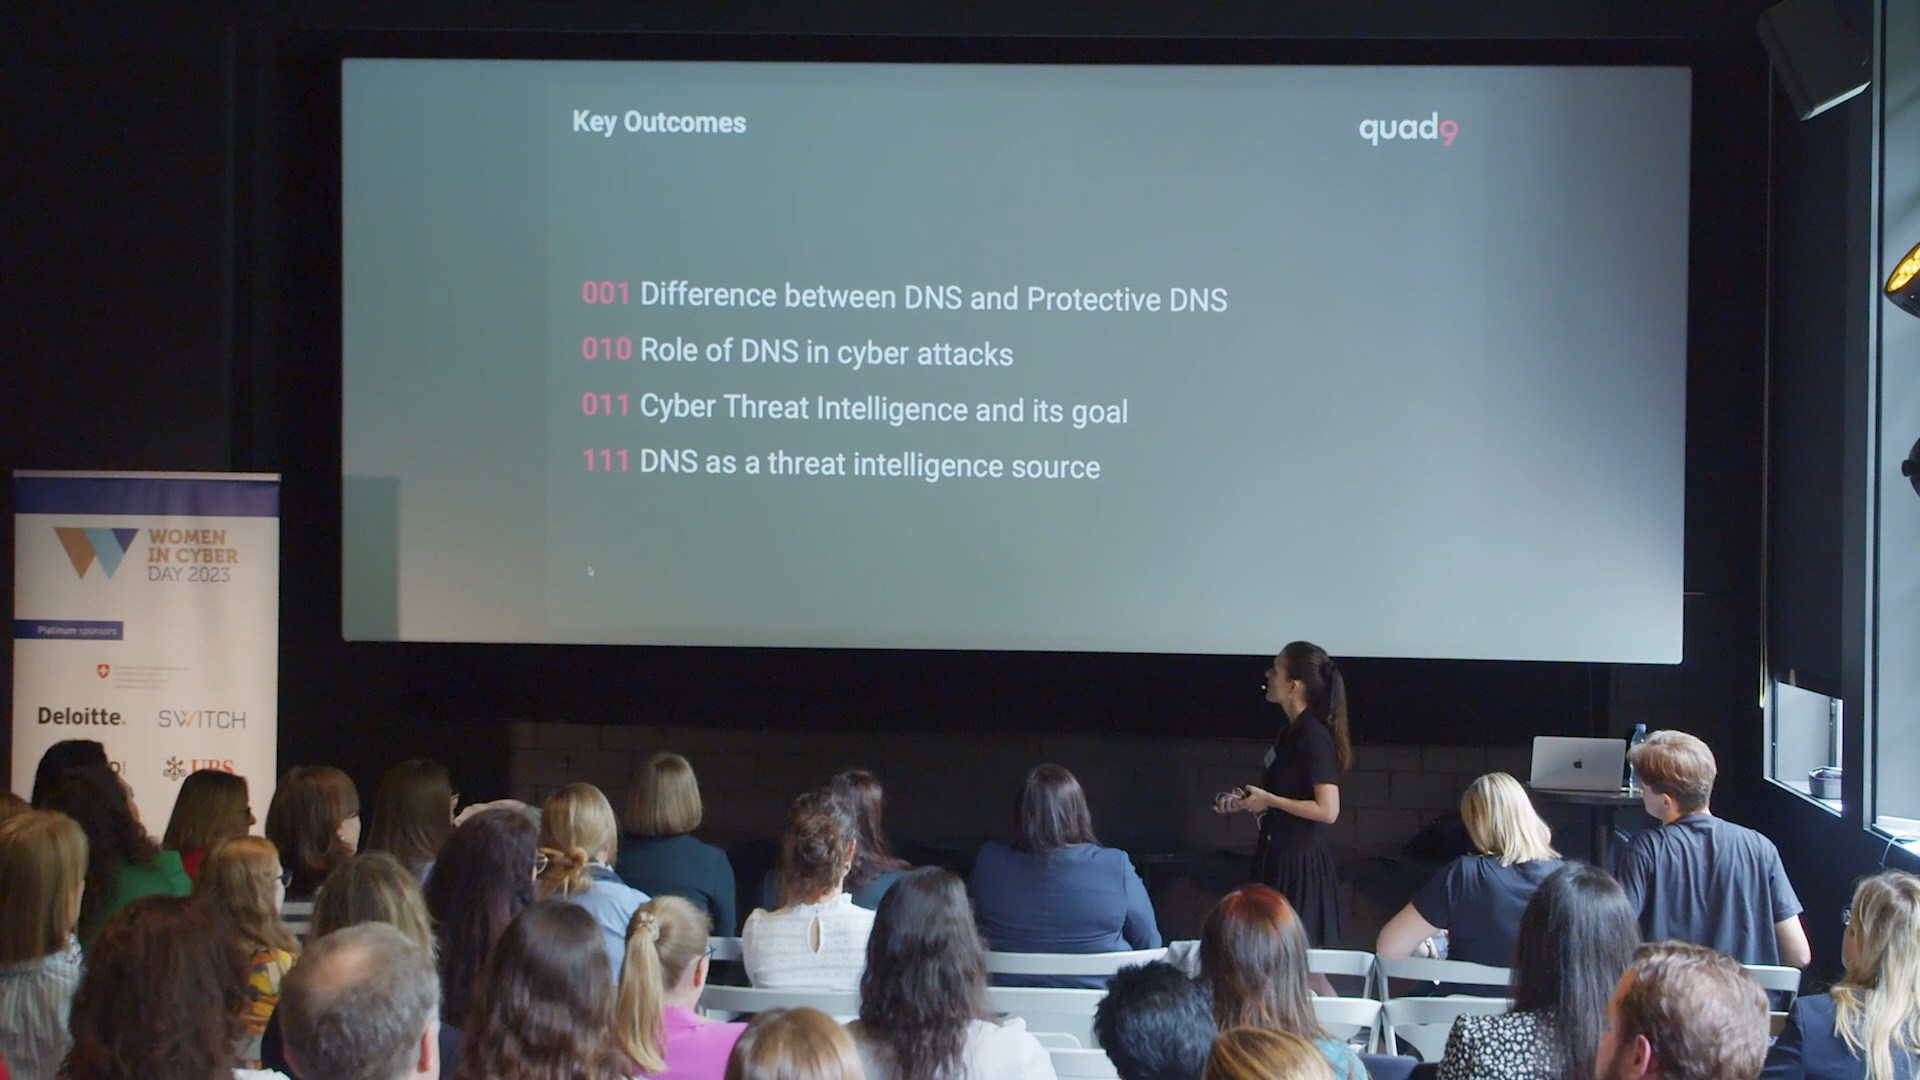 Key Outcomes
quad9
001 Difference between DNS and Protective DNS
010 Role of DNS in cyber attacks
011 Cyber Threat Intelligence and its goal
111 DNS as a threat intelligence source
WOMEN
IN CYBER
DAY 2023
Platinum sponsors
Deloitte.
SWITCH
UBS